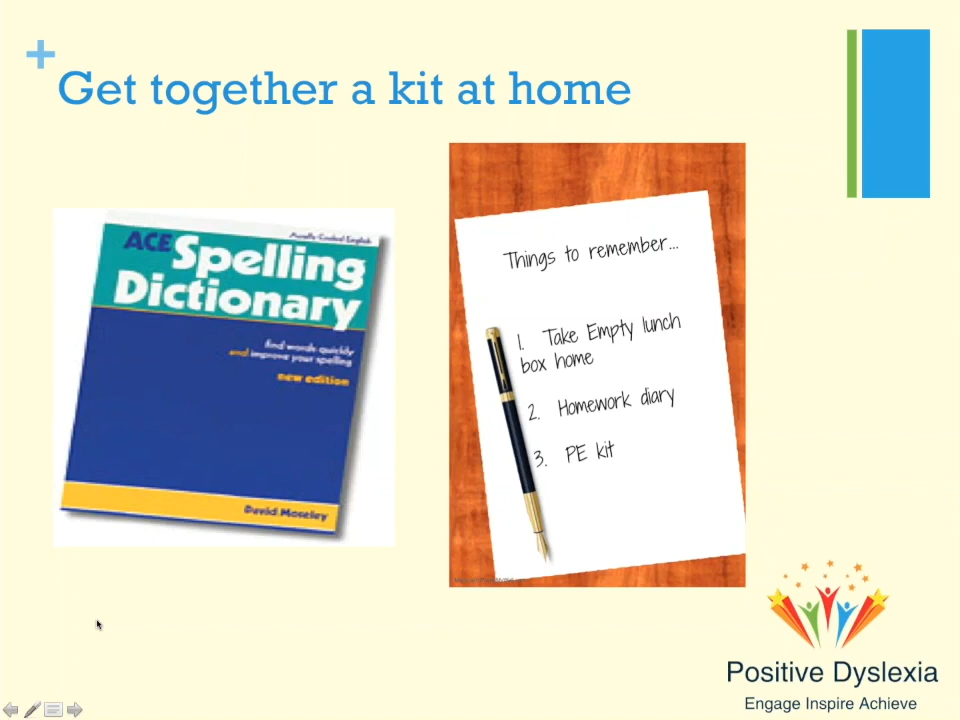 +
Get together a kit at home
ACE Spelling
Dictionary
find words quickly
and improve your spelling
new edition
David Moseley
Things to remember...
1. Take Empty lunch
box home
2. Homework diary
3. PE kit
Positive Dyslexia
Engage Inspire Achieve